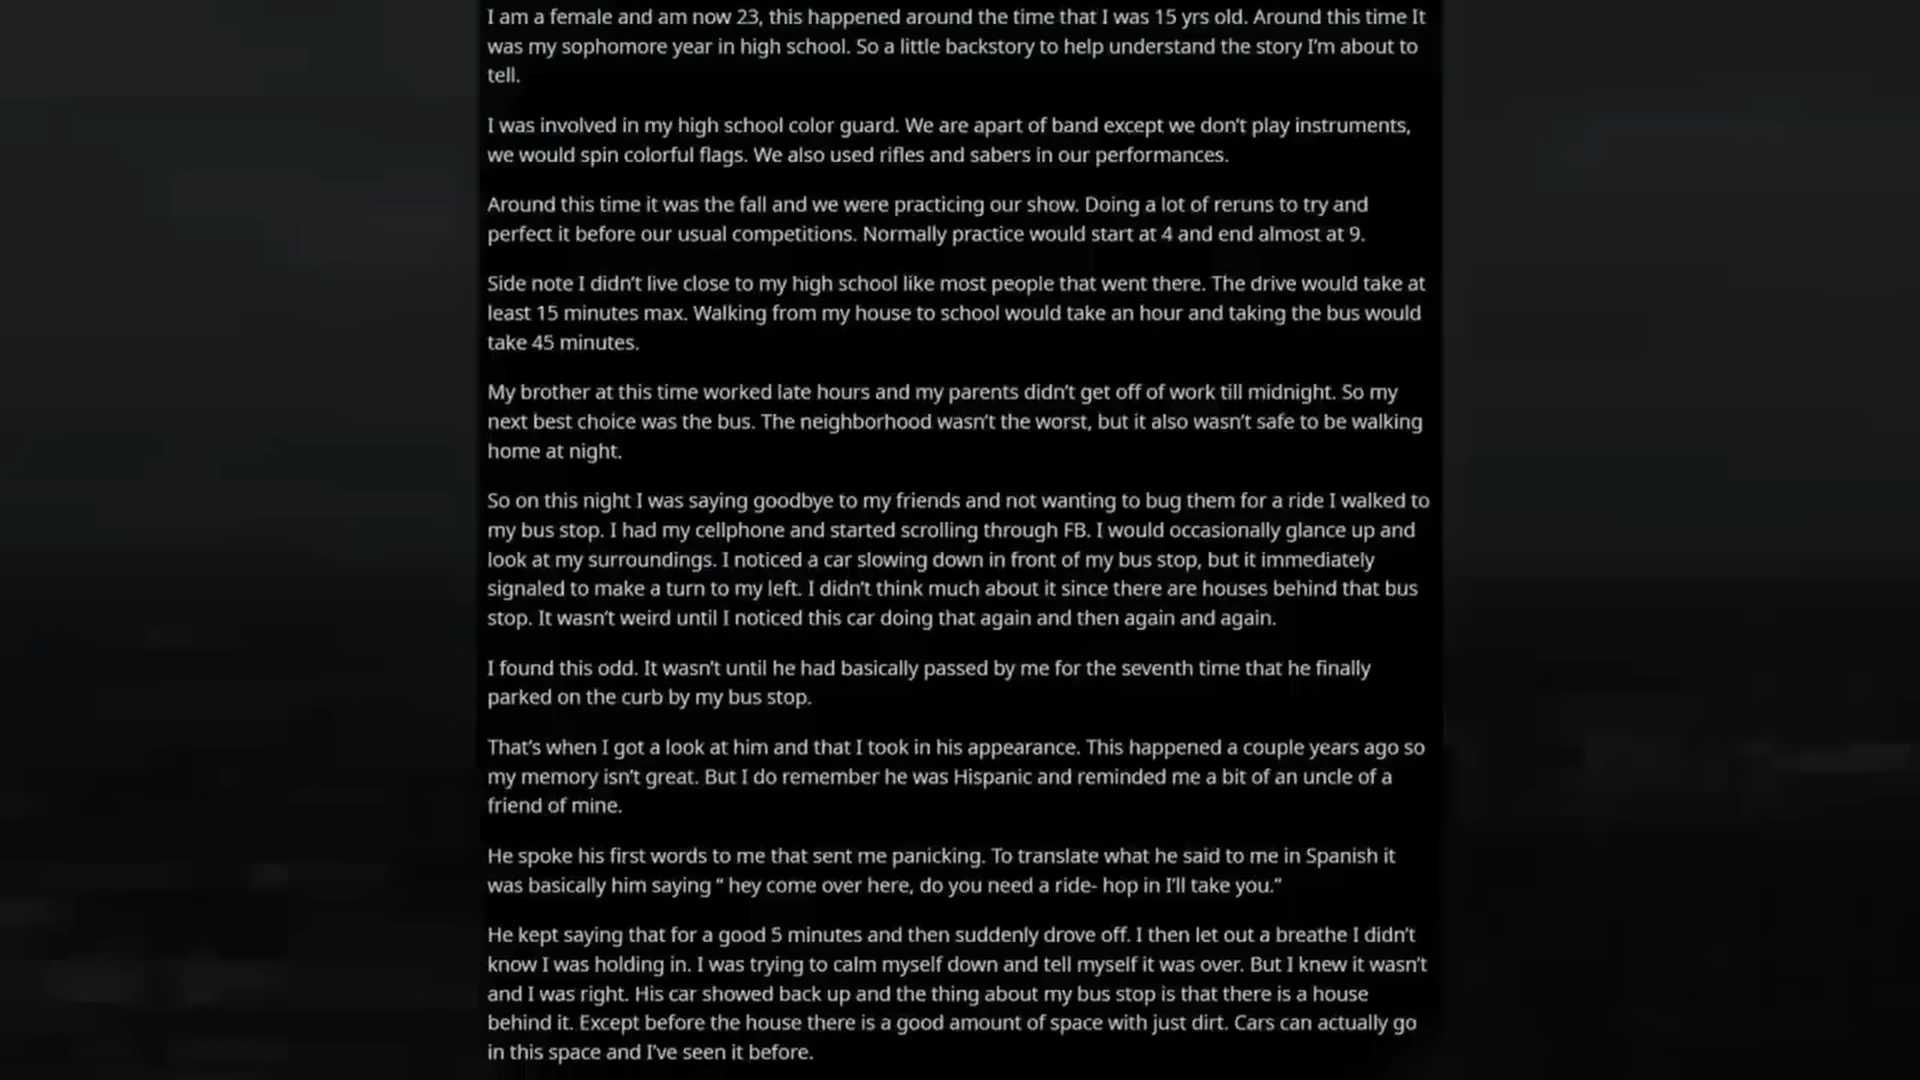 I am a female and am now 23, this happened around the time that I was 15 yrs old. Around this time It
was my sophomore year in high school. So a little backstory to help understand the story I’m about to
tell.
I was involved in my high school color guard. We are apart of band except we don’t play instruments,
we would spin colorful flags. We also used rifles and sabers in our performances.
Around this time it was the fall and we were practicing our show. Doing a lot of reruns to try and
perfect it before our usual competitions. Normally practice would start at 4 and end almost at 9.
Side note I didn’t live close to my high school like most people that went there. The drive would take at
least 15 minutes max. Walking from my house to school would take an hour and taking the bus would
take 45 minutes.
My brother at this time worked late hours and my parents didn’t get off of work till midnight. So my
next best choice was the bus. The neighborhood wasn’t the worst, but it also wasn’t safe to be walking
home at night.
So on this night I was saying goodbye to my friends and not wanting to bug them for a ride I walked to
my bus stop. I had my cellphone and started scrolling through FB. I would occasionally glance up and
look at my surroundings. I noticed a car slowing down in front of my bus stop, but it immediately
signaled to make a turn to my left. I didn’t think much about it since there are houses behind that bus
stop. It wasn’t weird until I noticed this car doing that again and then again and again.
I found this odd. It wasn’t until he had basically passed by me for the seventh time that he finally
parked on the curb by my bus stop.
That’s when I got a look at him and that I took in his appearance. This happened a couple years ago so
my memory isn’t great. But I do remember he was Hispanic and reminded me a bit of an uncle of a
friend of mine.
He spoke his first words to me that sent me panicking. To translate what he said to me in Spanish it
was basically him saying “ hey come over here, do you need a ride- hop in I’ll take you.”
He kept saying that for a good 5 minutes and then suddenly drove off. I then let out a breathe I didn’t
know I was holding in. I was trying to calm myself down and tell myself it was over. But I knew it wasn’t
and I was right. His car showed back up and the thing about my bus stop is that there is a house
behind it. Except before the house there is a good amount of space with just dirt. Cars can actually go
in this space and I’ve seen it before.